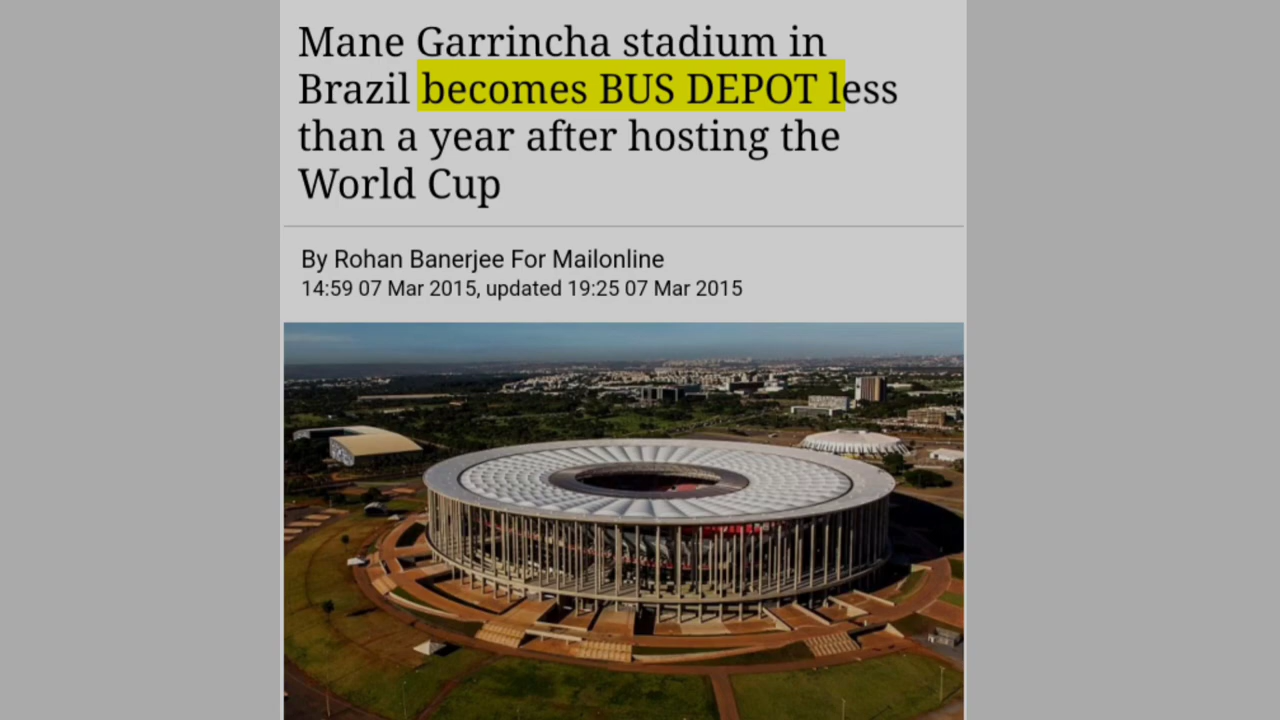 Mane Garrincha stadium in
Brazil becomes BUS DEPOT less
than a year after hosting the
World Cup
By Rohan Banerjee For Mailonline
14:59 07 Mar 2015, updated 19:25 07 Mar 2015